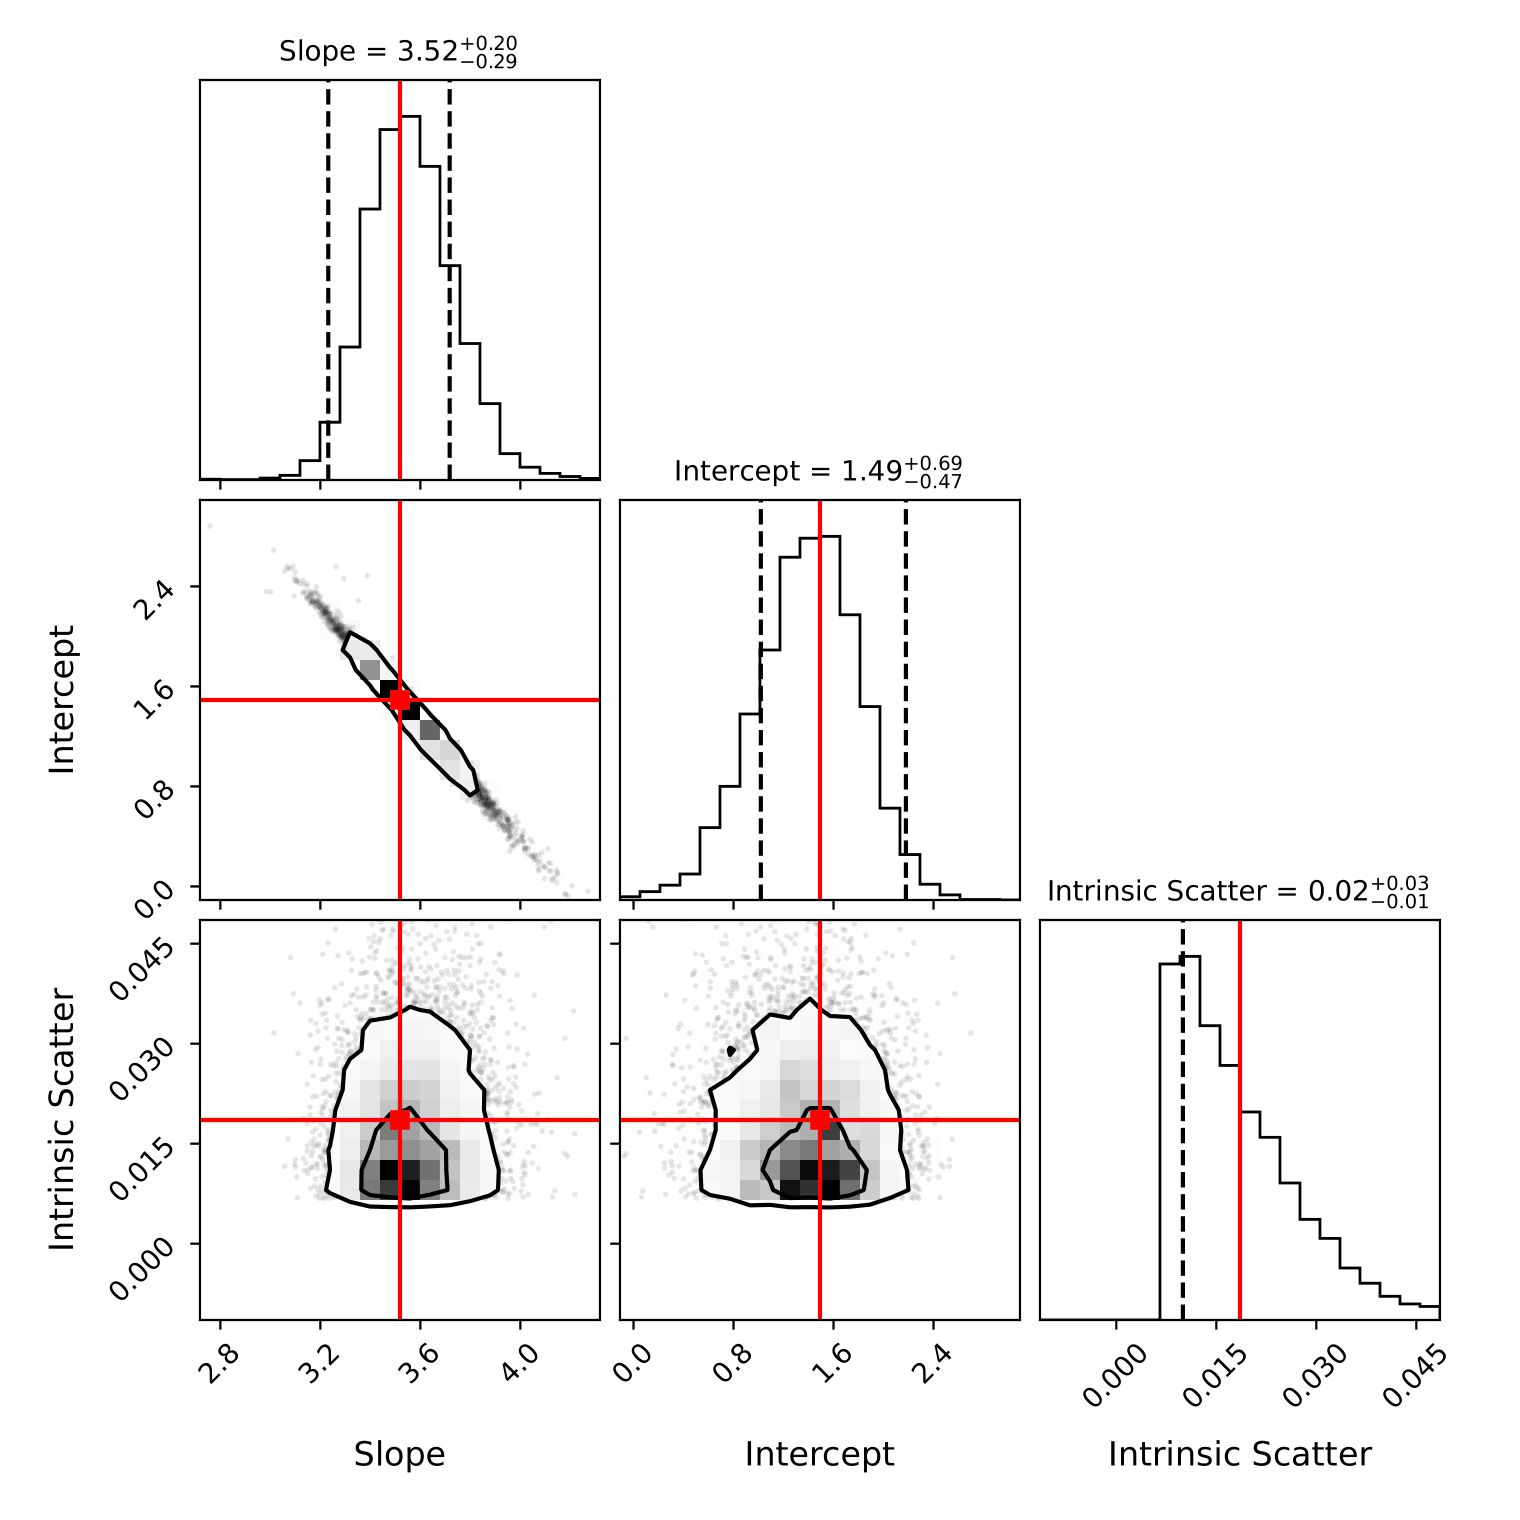 Slope = 3.52+0.20−0.29
Intercept = 1.49+0.69−0.47
Intercept
2.4
1.6
0.8
0.0
Intrinsic Scatter = 0.02+0.03−0.01
Intrinsic Scatter
0.045
0.030
0.015
0.000
2.8 3.2 3.6 4.0
0.0 0.8 1.6 2.4
0.000 0.015 0.030 0.045
Slope
Intercept
Intrinsic Scatter